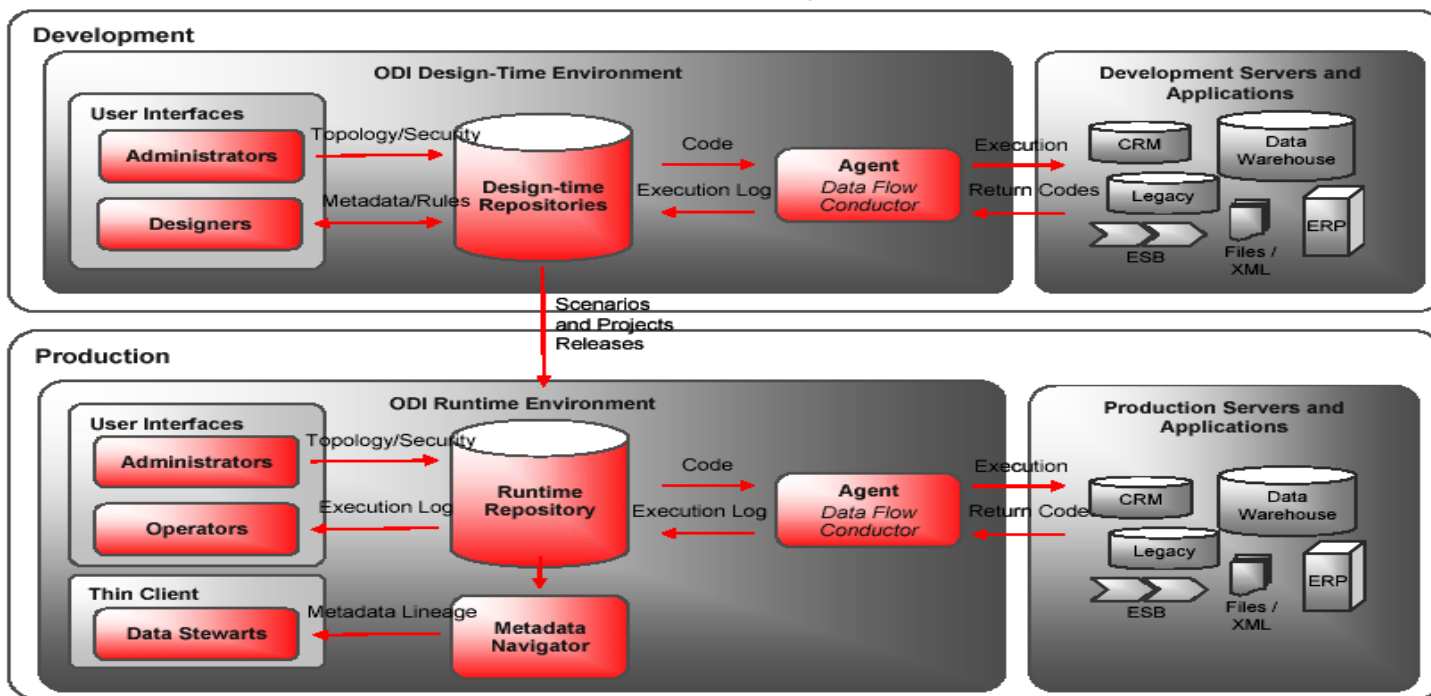 Development
ODI Design-Time Environment
User Interfaces
Administrators
Designers
Topology/Security
Metadata/Rules
Design-time
Repositories
Code
Execution Log
Agent
Data Flow
Conductor
Execution
Return Codes
Development Servers and
Applications
CRM
Data
Warehouse
Legacy
ESB
Files /
XML
ERP
Scenarios
and Projects
Releases
Production
ODI Runtime Environment
User Interfaces
Administrators
Operators
Topology/Security
Execution Log
Runtime
Repository
Code
Execution Log
Agent
Data Flow
Conductor
Execution
Return Codes
Production Servers and
Applications
CRM
Data
Warehouse
Legacy
ESB
Files /
XML
ERP
Thin Client
Data Stewarts
Metadata Lineage
Metadada
Navigator